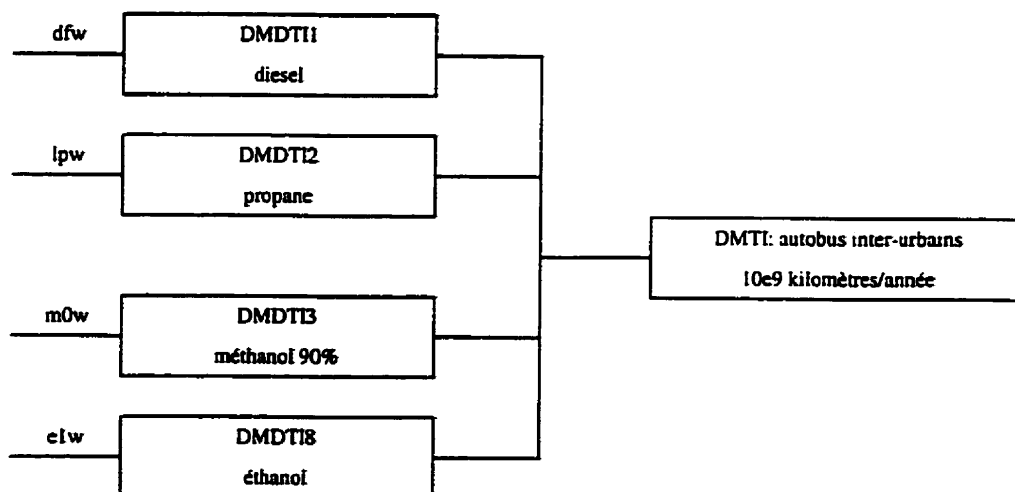 dfw
DMDTI1
diesel
lpw
DMDTI2
propane
DMTI: autobus inter-urbains
10e9 kilomètres/année
m0w
DMDTI3
méthanol 90%
e1w
DMDTI8
éthanol